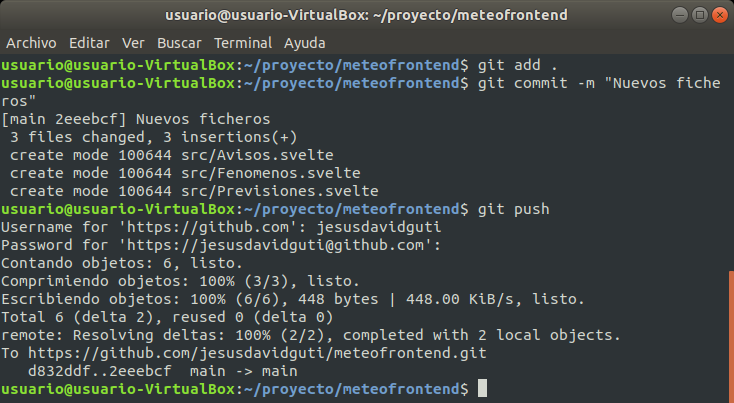 usuario@usuario-VirtualBox: ~/proyecto/meteofrontend
Archivo Editar Ver Buscar Terminal Ayuda
usuario@usuario-VirtualBox:~/proyecto/meteofrontend$ git add .
usuario@usuario-VirtualBox:~/proyecto/meteofrontend$ git commit -m "Nuevos fiche
ros"
[main 2eeebcf] Nuevos ficheros
 3 files changed, 3 insertions(+)
 create mode 100644 src/Avisos.svelte
 create mode 100644 src/Fenomenos.svelte
 create mode 100644 src/Previsiones.svelte
usuario@usuario-VirtualBox:~/proyecto/meteofrontend$ git push
Username for 'https://github.com': jesusdavidguti
Password for 'https://jesusdavidguti@github.com':
Contando objetos: 6, listo.
Comprimiendo objetos: 100% (3/3), listo.
Escribiendo objetos: 100% (6/6), 448 bytes | 448.00 KiB/s, listo.
Total 6 (delta 2), reused 0 (delta 0)
remote: Resolving deltas: 100% (2/2), completed with 2 local objects.
To https://github.com/jesusdavidguti/meteofrontend.git
   d832ddf..2eeebcf  main -> main
usuario@usuario-VirtualBox:~/proyecto/meteofrontend$